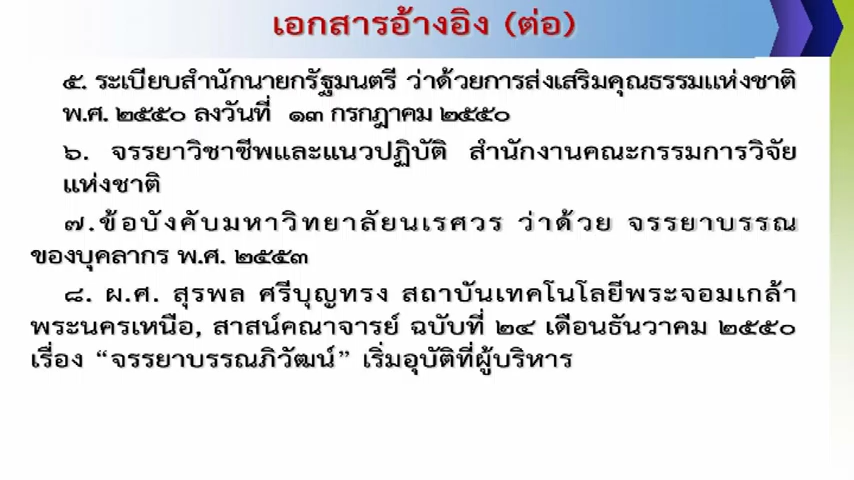 เอกสารอ้างอิง (ต่อ)
๕. ระเบียบสำนักนายกรัฐมนตรี ว่าด้วยการส่งเสริมคุณธรรมแห่งชาติ
พ.ศ. ๒๕๕๐ ลงวันที่ ๑๓ กรกฎาคม ๒๕๕๐
๖. จรรยาวิชาชีพและแนวปฏิบัติ สำนักงานคณะกรรมการวิจัย
แห่งชาติ
๗.ข้อบังคับมหาวิทยาลัยนเรศวร ว่าด้วย จรรยาบรรณ
ของบุคลากร พ.ศ. ๒๕๕๓
๘. ผ.ศ. สุรพล ศรีบุญทรง สถาบันเทคโนโลยีพระจอมเกล้า
พระนครเหนือ, สาสน์คณาจารย์ ฉบับที่ ๒๔ เดือนธันวาคม ๒๕๕๐
เรื่อง “จรรยาบรรณภิวัฒน์” เริ่มอุบัติที่ผู้บริหาร